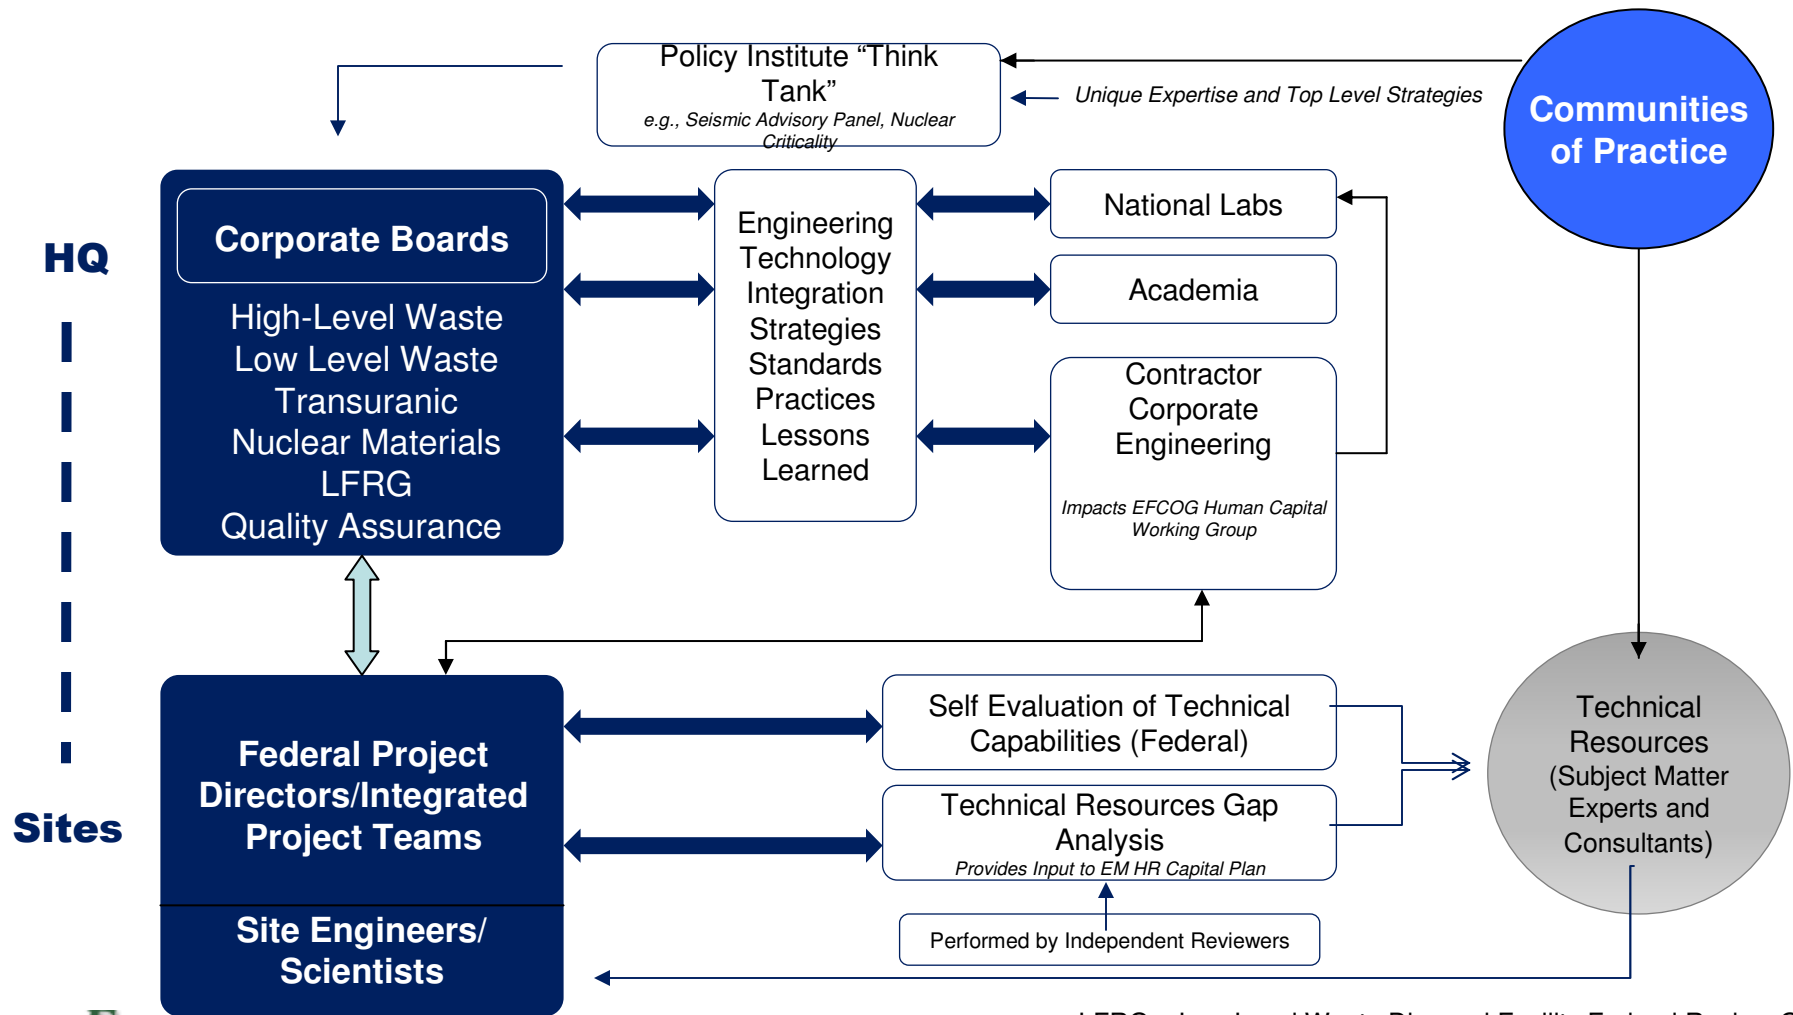 Policy Institute “Think
Tank”
e.g., Seismic Advisory Panel, Nuclear
Criticality
Unique Expertise and Top Level Strategies
Communities
of Practice
HQ
Corporate Boards
High-Level Waste
Low Level Waste
Transuranic
Nuclear Materials
LFRG
Quality Assurance
Engineering
Technology
Integration
Strategies
Standards
Practices
Lessons
Learned
National Labs
Academia
Contractor
Corporate
Engineering
Impacts EFCOG Human Capital
Working Group
Sites
Federal Project
Directors/Integrated
Project Teams
Site Engineers/
Scientists
Self Evaluation of Technical
Capabilities (Federal)
Technical Resources Gap
Analysis
Provides Input to EM HR Capital Plan
Performed by Independent Reviewers
Technical
Resources
(Subject Matter
Experts and
Consultants)